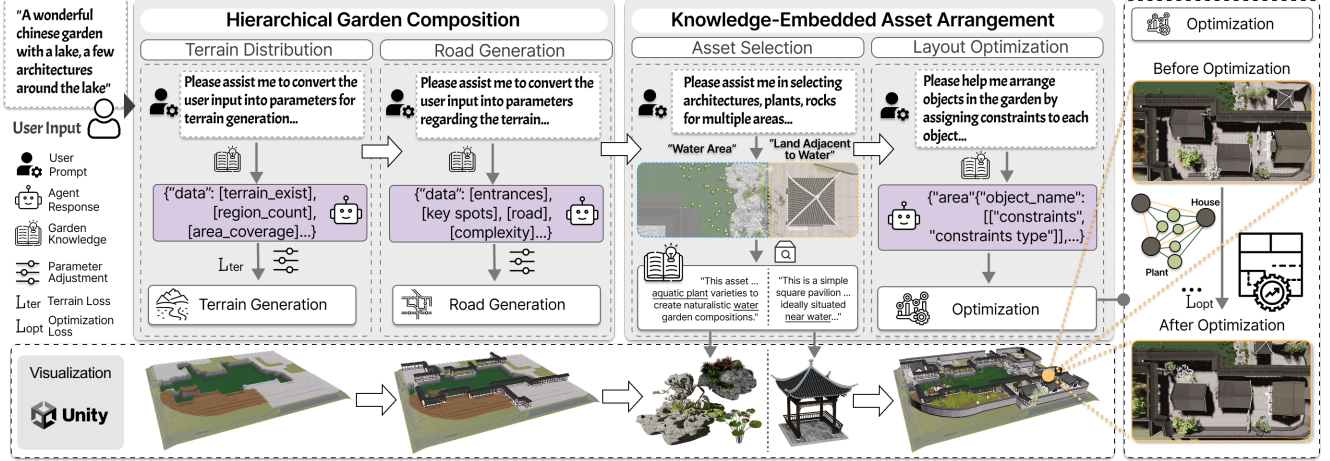 "A wonderful
chinese garden
with a lake, a few
architectures
around the lake"
User Input
User
Prompt
Agent
Response
Garden
Knowledge
Parameter
Adjustment
Lter Terrain Loss
Lopt Optimization
Loss
Hierarchical Garden Composition
Terrain Distribution
Please assist me to convert the
user input into parameters for
terrain generation...
{"data": [terrain_exist],
[region_count],
[area_coverage]...}
Lter
Terrain Generation
Road Generation
Please assist me to convert the
user input into parameters
regarding the terrain...
{"data": [entrances],
[key spots], [road],
[complexity]...}
Road Generation
Knowledge-Embedded Asset Arrangement
Asset Selection
Please assist me in selecting
architectures, plants, rocks
for multiple areas...
"Water Area"
"Land Adjacent
to Water"
"This asset ...
aquatic plant varieties to
create naturalistic water
garden compositions."
"This is a simple
square pavilion ...
ideally situated
near water..."
Layout Optimization
Please help me arrange
objects in the garden by
assigning constraints to each
object...
{"area"{"object_name":
[["constraints",
"constraints type"]],...}
Optimization
Optimization
Before Optimization
House
Plant
...
Lopt
After Optimization
Visualization
Unity